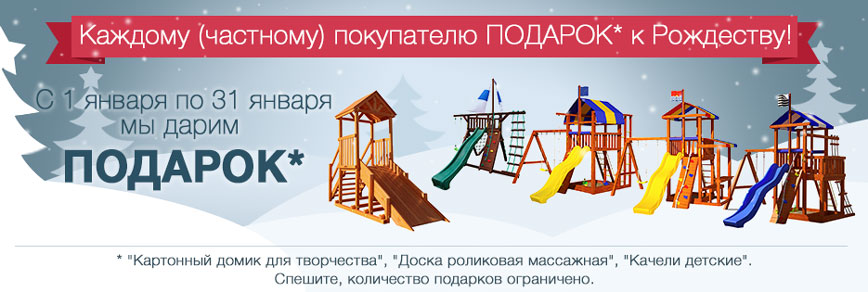 Каждому (частному) покупателю ПОДАРОК* к Рождеству!
С 1 января по 31 января
мы дарим
ПОДАРОК*
* "Картонный домик для творчества", "Доска роликовая массажная", "Качели детские".
Спешите, количество подарков ограничено.